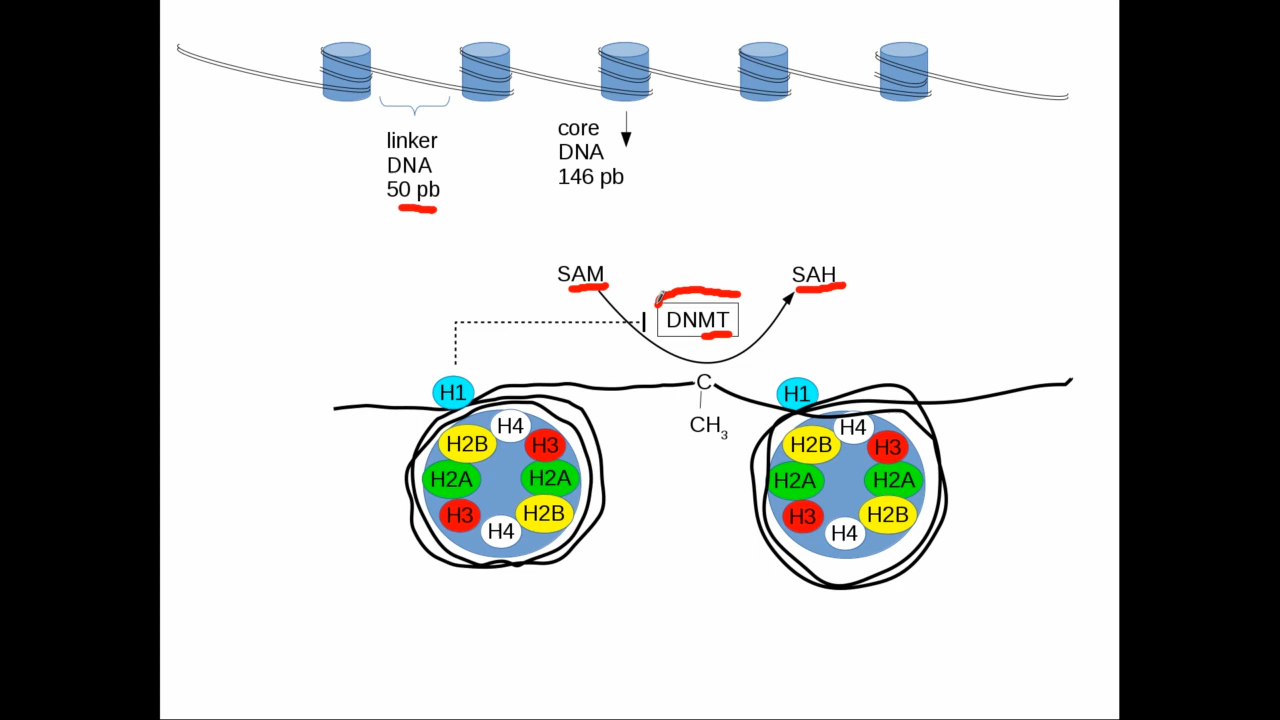 linker
DNA
50 pb
core
DNA
146 pb
SAM
SAH
DNMT
H1
C
H1
CH3
H4
H2B
H3
H2A
H2A
H3
H2B
H4
H4
H2B
H3
H2A
H2A
H3
H2B
H4